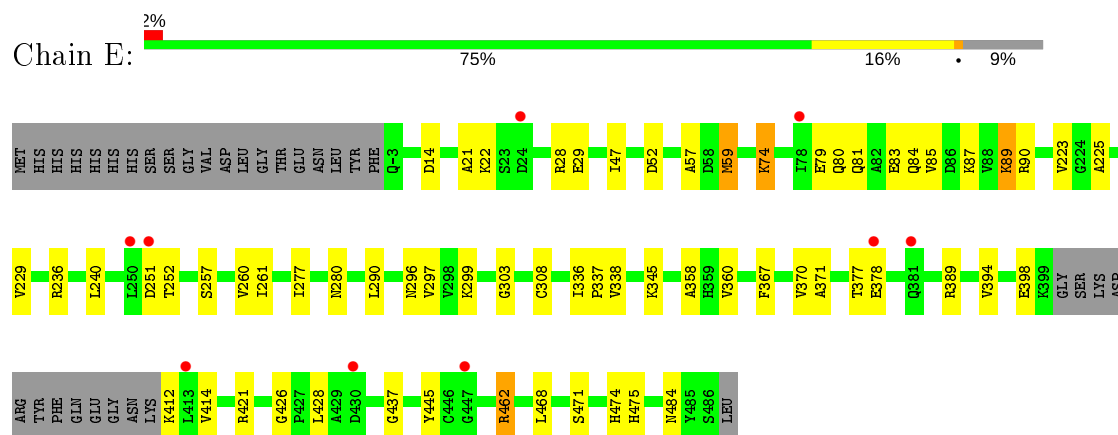 2%
Chain E:
75% 16% • 9%
MET HIS HIS HIS HIS HIS HIS SER SER GLY VAL ASP LEU GLY THR GLU ASN LEU TYR PHE Q-3 D14 A21 K22 S23 D24 R28 E29 I47 D52 A57 D58 M59 K74 I78 E79 Q80 Q81 A82 E83 Q84 V85 D86 K87 V88 K89 R90 V223 G224 A225
V229 R236 L240 L250 D251 T252 S257 V260 I261 I277 N280 L290 N296 V297 V298 K299 G303 C308 I336 P337 V338 K345 A358 H359 V360 F367 V370 A371 T377 E378 Q381 R389 V394 E398 K399 GLY SER LYS ASP
ARG TYR PHE GLN GLU GLY ASN LYS K412 L413 V414 R421 G426 P427 L428 A429 D430 G437 Y445 C446 G447 R462 L468 S471 H474 H475 N484 Y485 S486 LEU